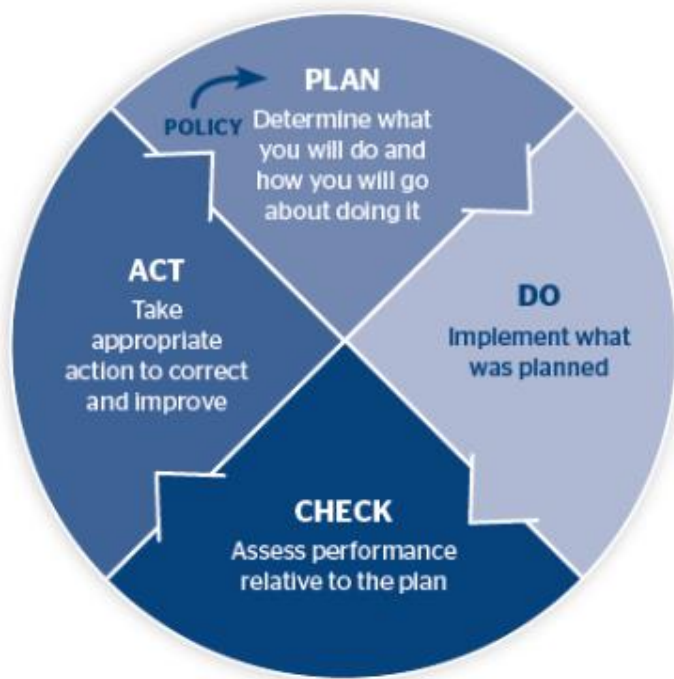 PLAN
POLICY
Determine what
you will do and
how you will go
about doing it
DO
Implement what
was planned
CHECK
Assess performance
relative to the plan
ACT
Take
appropriate
action to correct
and improve